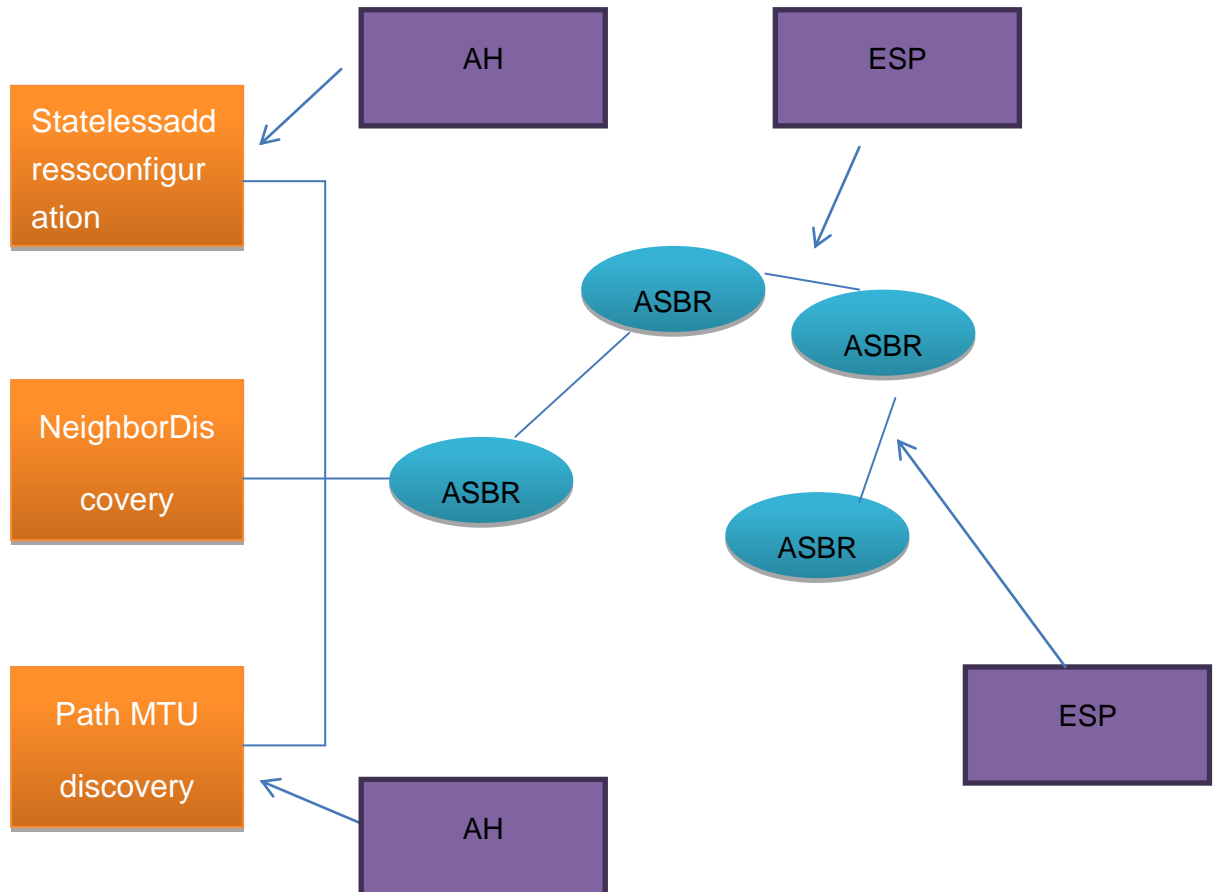 AH
ESP
Statelessadd
ressconfigur
ation
ASBR
ASBR
NeighborDis
covery
ASBR
ASBR
Path MTU
discovery
ESP
AH